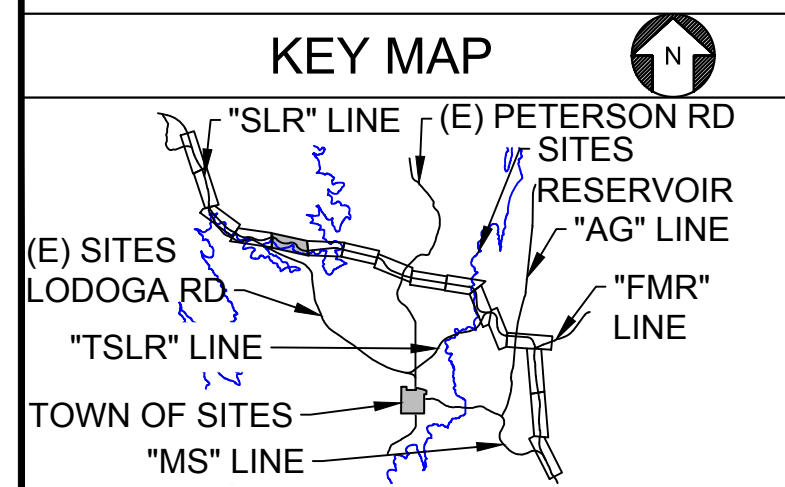 KEY MAP
N
"SLR" LINE
(E) PETERSON RD
SITES
RESERVOIR
"AG" LINE
(E) SITES
LODOGA RD
"FMR"
LINE
"TSLR" LINE
TOWN OF SITES
"MS" LINE